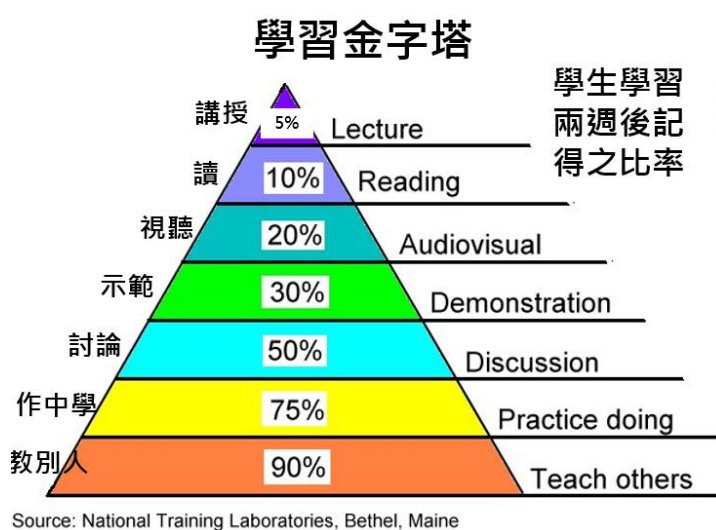 學習金字塔
學生學習
兩週後記
得之比率
講授 5% Lecture
讀 10% Reading
視聽 20% Audiovisual
示範 30% Demonstration
討論 50% Discussion
作中學 75% Practice doing
教別人 90% Teach others
Source: National Training Laboratories, Bethel, Maine